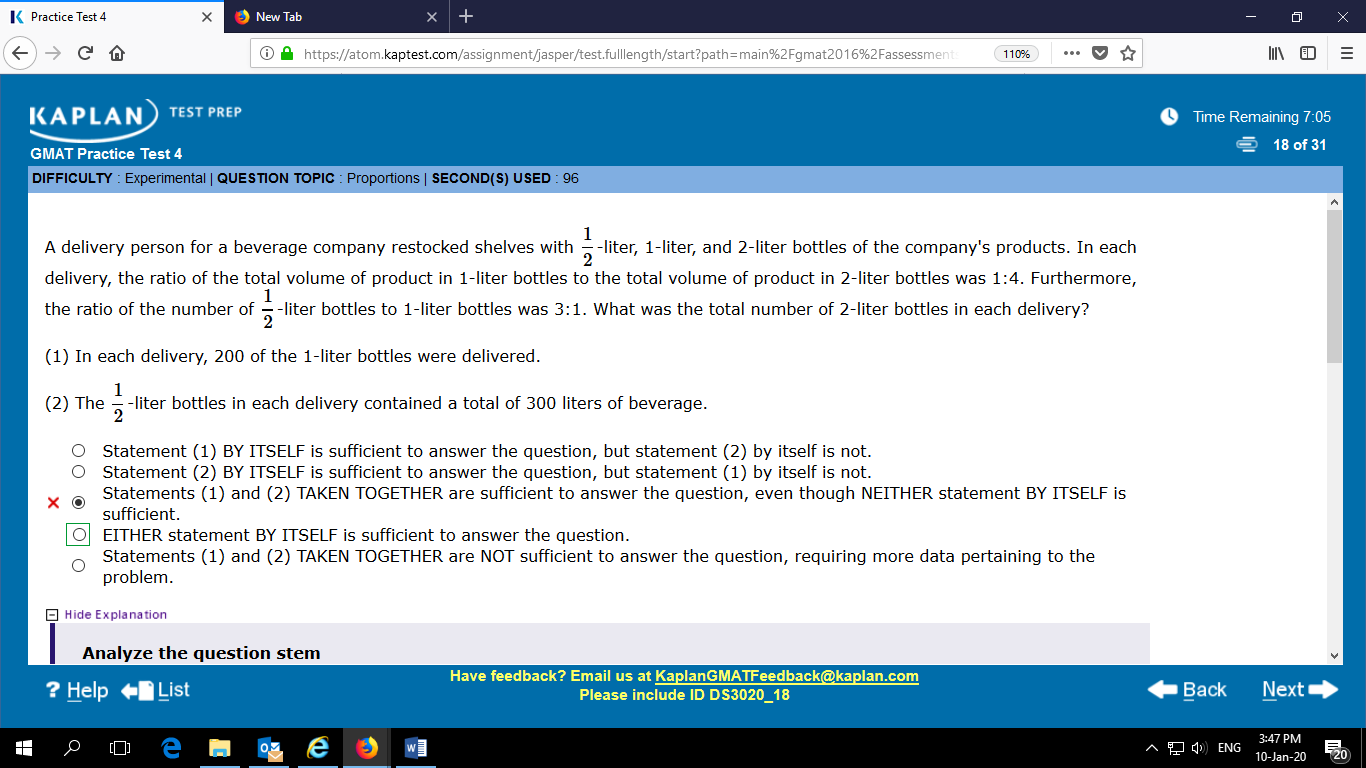 Practice Test 4
New Tab
https://atom.kaptest.com/assignment/jasper/test.fulllength/start?path=main%2Fgmat2016%2Fassessment
110%
KAPLAN TEST PREP
Time Remaining 7:05
GMAT Practice Test 4
18 of 31
DIFFICULTY : Experimental | QUESTION TOPIC : Proportions | SECOND(S) USED : 96
A delivery person for a beverage company restocked shelves with 1/2-liter, 1-liter, and 2-liter bottles of the company's products. In each
delivery, the ratio of the total volume of product in 1-liter bottles to the total volume of product in 2-liter bottles was 1:4. Furthermore,
the ratio of the number of 1/2-liter bottles to 1-liter bottles was 3:1. What was the total number of 2-liter bottles in each delivery?
(1) In each delivery, 200 of the 1-liter bottles were delivered.
(2) The 1/2-liter bottles in each delivery contained a total of 300 liters of beverage.
Statement (1) BY ITSELF is sufficient to answer the question, but statement (2) by itself is not.
Statement (2) BY ITSELF is sufficient to answer the question, but statement (1) by itself is not.
Statements (1) and (2) TAKEN TOGETHER are sufficient to answer the question, even though NEITHER statement BY ITSELF is
sufficient.
EITHER statement BY ITSELF is sufficient to answer the question.
Statements (1) and (2) TAKEN TOGETHER are NOT sufficient to answer the question, requiring more data pertaining to the
problem.
Hide Explanation
Analyze the question stem
Have feedback? Email us at KaplanGMATFeedback@kaplan.com
Please include ID DS3020_18
? Help
List
Back
Next
ENG
3:47 PM
10-Jan-20
20